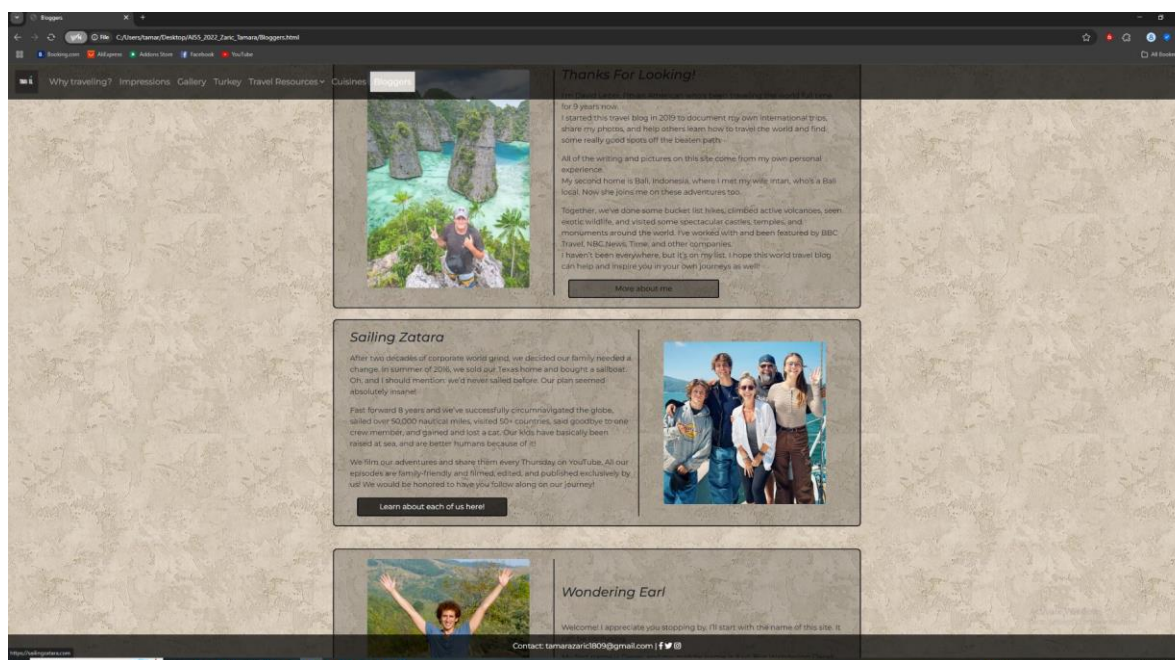 Bloggers
File C:/Users/tamar/Desktop/AI55_2022_Zaric_Tamara/Bloggers.html
Booking.com AliExpress Addons Store Facebook YouTube
All Bookm
Why traveling? Impressions Gallery Turkey Travel Resources Cuisines Bloggers
Thanks For Looking!
for 9 years now.
I started this travel blog in 2019 to document my own international trips,
share my photos, and help others learn how to travel the world and find
some really good spots off the beaten path.
All of the writing and pictures on this site come from my own personal
experience.
My second home is Bali, Indonesia, where I met my wife Intan, who's a Bali
local. Now she joins me on these adventures too.
Together, we've done some bucket list hikes, climbed active volcanoes, seen
exotic wildlife, and visited some spectacular castles, temples, and
monuments around the world. I've worked with and been featured by BBC
Travel, NBC News, Time, and other companies.
I haven't been everywhere, but it's on my list. I hope this world travel blog
can help and inspire you in your own journeys as well!
More about me
Sailing Zatara
After two decades of corporate world grind, we decided our family needed a
change. In summer of 2016, we sold our Texas home and bought a sailboat.
Oh, and I should mention: we'd never sailed before. Our plan seemed
absolutely insane!
Fast forward 8 years and we've successfully circumnavigated the globe,
sailed over 50,000 nautical miles, visited 50+ countries, said goodbye to one
crew member, and gained and lost a cat. Our kids have basically been
raised at sea, and are better humans because of it!
We film our adventures and share them every Thursday on YouTube. All our
episodes are family-friendly and filmed, edited, and published exclusively by
us! We would be honored to have you follow along on our journey!
Learn about each of us here!
Wondering Earl
Welcome! I appreciate you stopping by. I'll start with the name of this site. It
Contact: tamarazaric1809@gmail.com |
https://sailingzatara.com